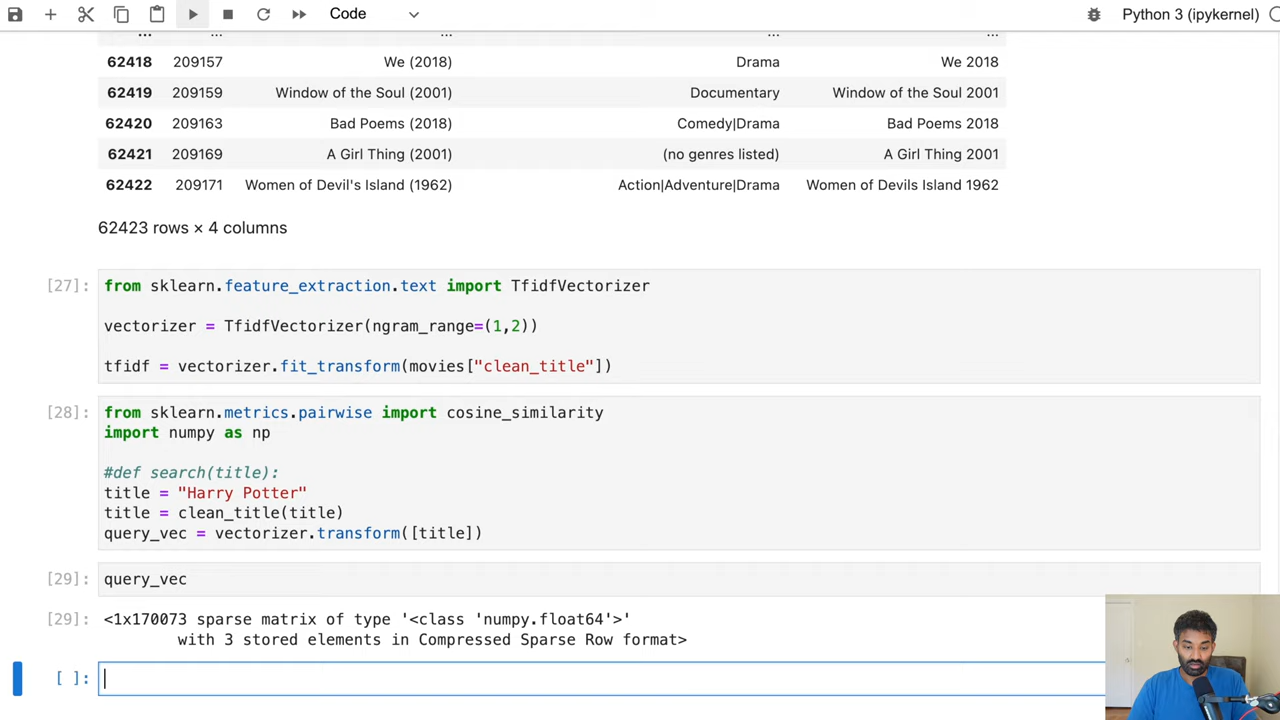 Code
Python 3 (ipykernel)
... ... ... ... ...
62418 209157 We (2018) Drama We 2018
62419 209159 Window of the Soul (2001) Documentary Window of the Soul 2001
62420 209163 Bad Poems (2018) Comedy|Drama Bad Poems 2018
62421 209169 A Girl Thing (2001) (no genres listed) A Girl Thing 2001
62422 209171 Women of Devil's Island (1962) Action|Adventure|Drama Women of Devils Island 1962
62423 rows × 4 columns
[27]: from sklearn.feature_extraction.text import TfidfVectorizer
vectorizer = TfidfVectorizer(ngram_range=(1,2))
tfidf = vectorizer.fit_transform(movies["clean_title"])
[28]: from sklearn.metrics.pairwise import cosine_similarity
import numpy as np
#def search(title):
title = "Harry Potter"
title = clean_title(title)
query_vec = vectorizer.transform([title])
[29]: query_vec
[29]: <1x170073 sparse matrix of type '<class 'numpy.float64'>'
with 3 stored elements in Compressed Sparse Row format>
[ ]: